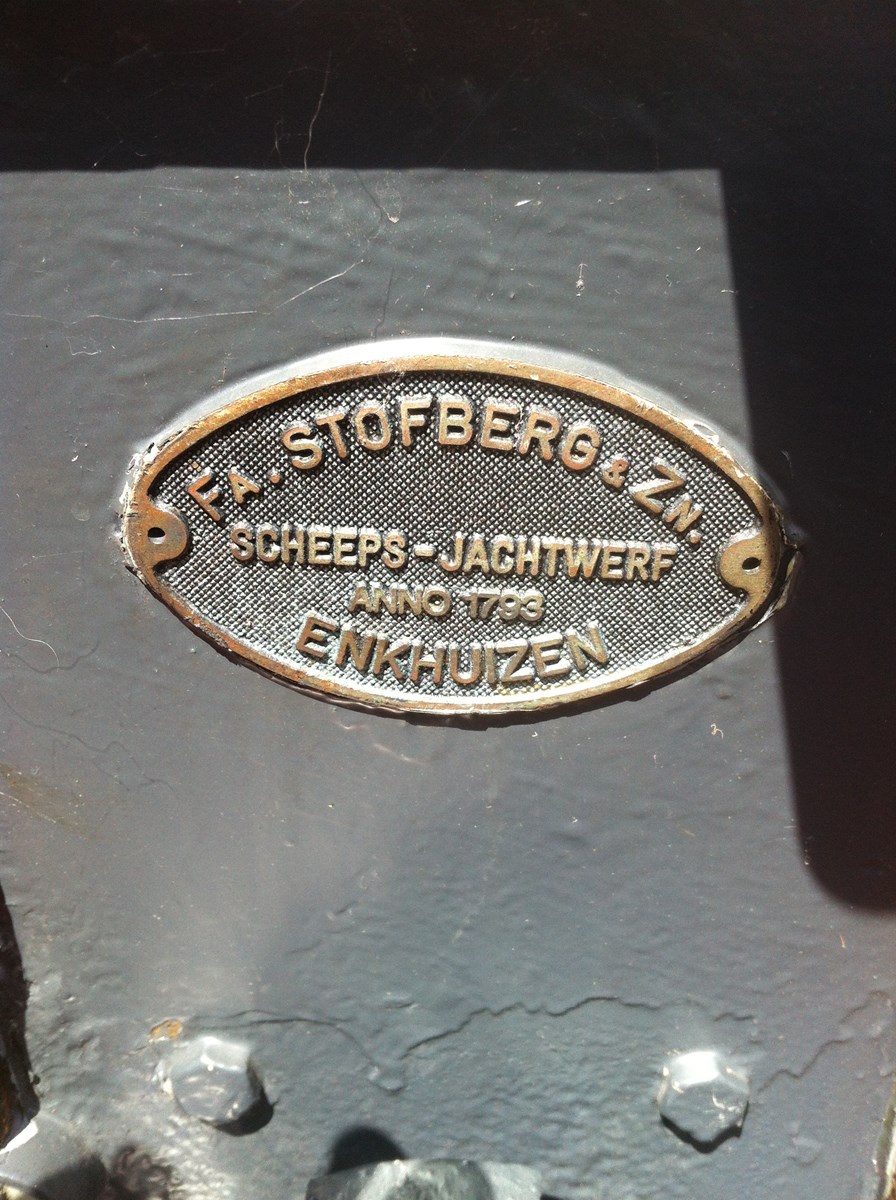 FA. STOFBERG & ZN.
SCHEEPS-JACHTWERF
ANNO 1793
ENKHUIZEN